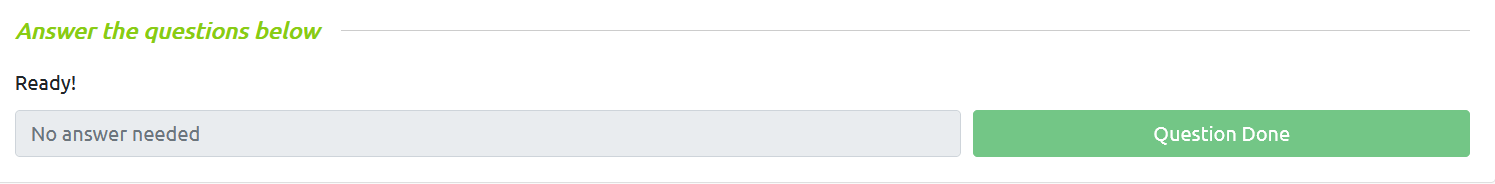 Answer the questions below
Ready!
No answer needed
Question Done